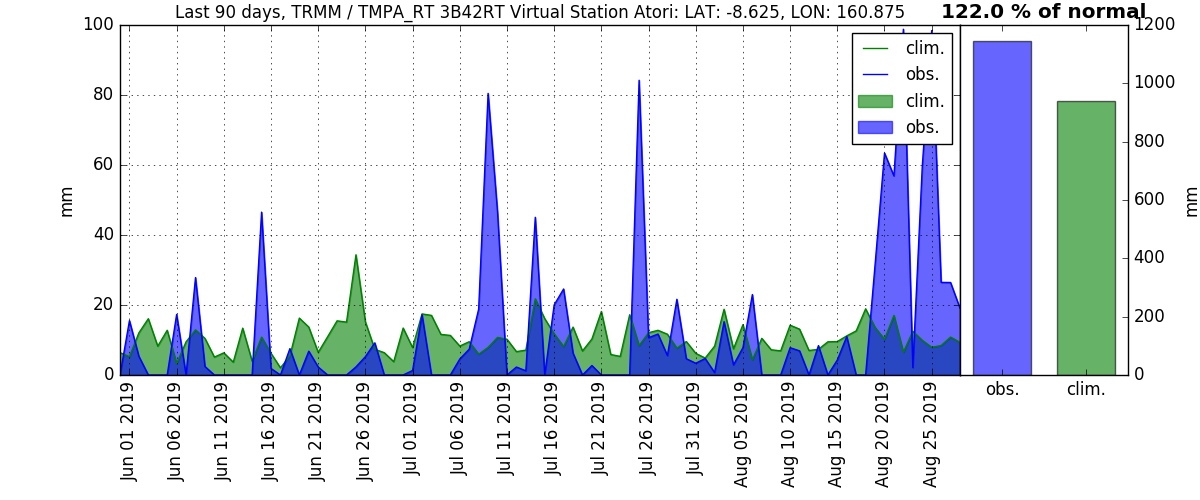 Last 90 days, TRMM / TMPA_RT 3B42RT Virtual Station Atori: LAT: -8.625, LON: 160.875
122.0 % of normal
100
80
60
40
20
0
mm
clim.
obs.
clim.
obs.
1200
1000
800
600
400
200
0
mm
obs.
clim.
Jun 01 2019
Jun 06 2019
Jun 11 2019
Jun 16 2019
Jun 21 2019
Jun 26 2019
Jul 01 2019
Jul 06 2019
Jul 11 2019
Jul 16 2019
Jul 21 2019
Jul 26 2019
Jul 31 2019
Aug 05 2019
Aug 10 2019
Aug 15 2019
Aug 20 2019
Aug 25 2019